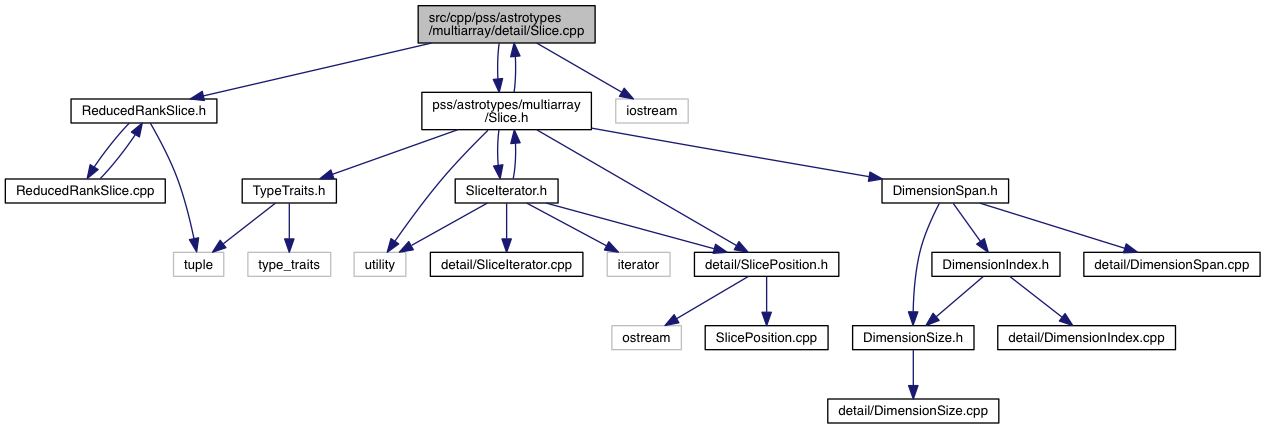 src/cpp/pss/astrotypes
/multiarray/detail/Slice.cpp
ReducedRankSlice.h
pss/astrotypes/multiarray
/Slice.h
iostream
ReducedRankSlice.cpp
TypeTraits.h
SliceIterator.h
DimensionSpan.h
tuple
type_traits
utility
detail/SliceIterator.cpp
iterator
detail/SlicePosition.h
DimensionIndex.h
detail/DimensionSpan.cpp
ostream
SlicePosition.cpp
DimensionSize.h
detail/DimensionIndex.cpp
detail/DimensionSize.cpp